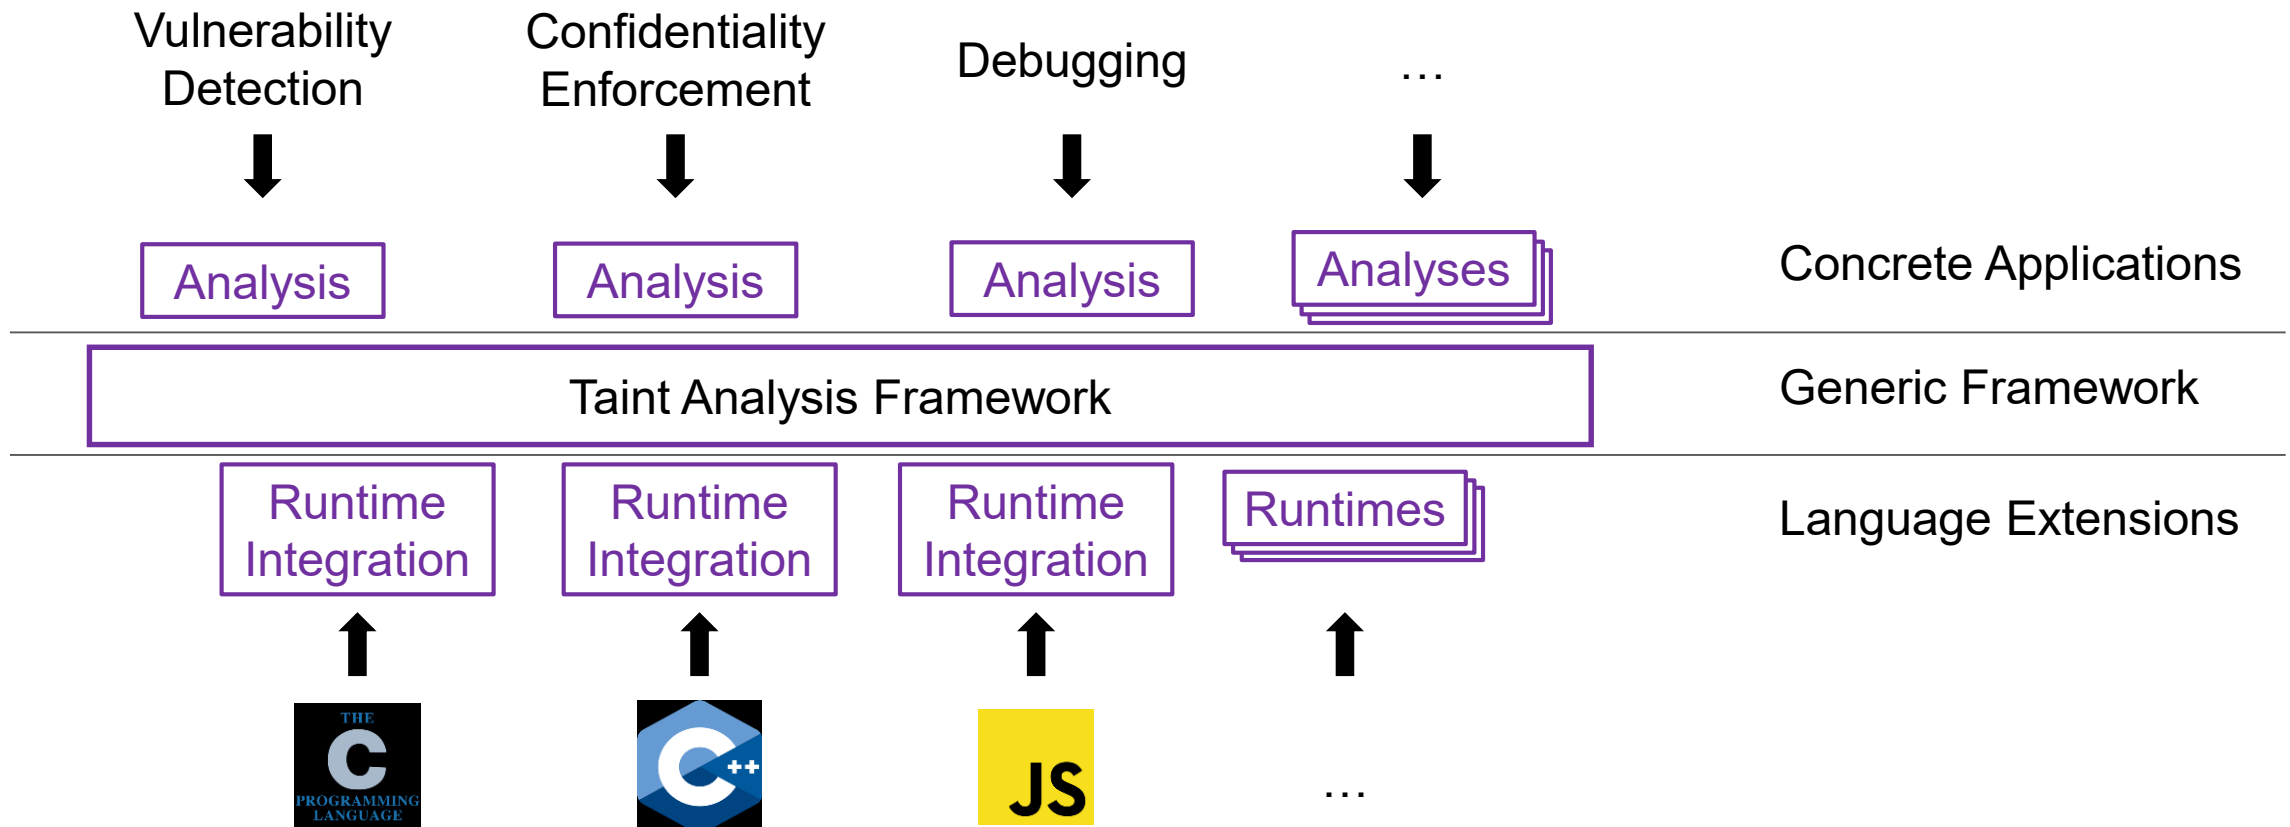 Vulnerability
Detection
Confidentiality
Enforcement
Debugging
...
Analysis
Analysis
Analysis
Analyses
Concrete Applications
Taint Analysis Framework
Generic Framework
Runtime
Integration
Runtime
Integration
Runtime
Integration
Runtimes
Language Extensions
THE
C
PROGRAMMING
LANGUAGE
C++
JS
...